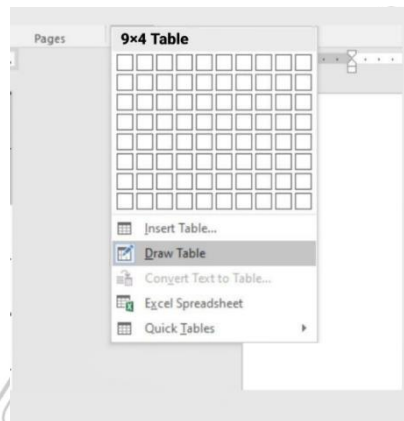 Pages
9×4 Table
Insert Table...
Draw Table
Convert Text to Table...
Excel Spreadsheet
Quick Tables